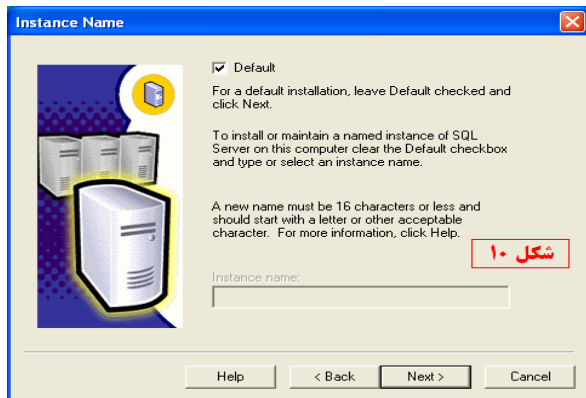 Instance Name
Default
For a default installation, leave Default checked and
click Next.
To install or maintain a named instance of SQL
Server on this computer clear the Default checkbox
and type or select an instance name.
A new name must be 16 characters or less and
should start with a letter or other acceptable
character. For more information, click Help.
شکل ۱۰
Instance name:
Help < Back Next > Cancel